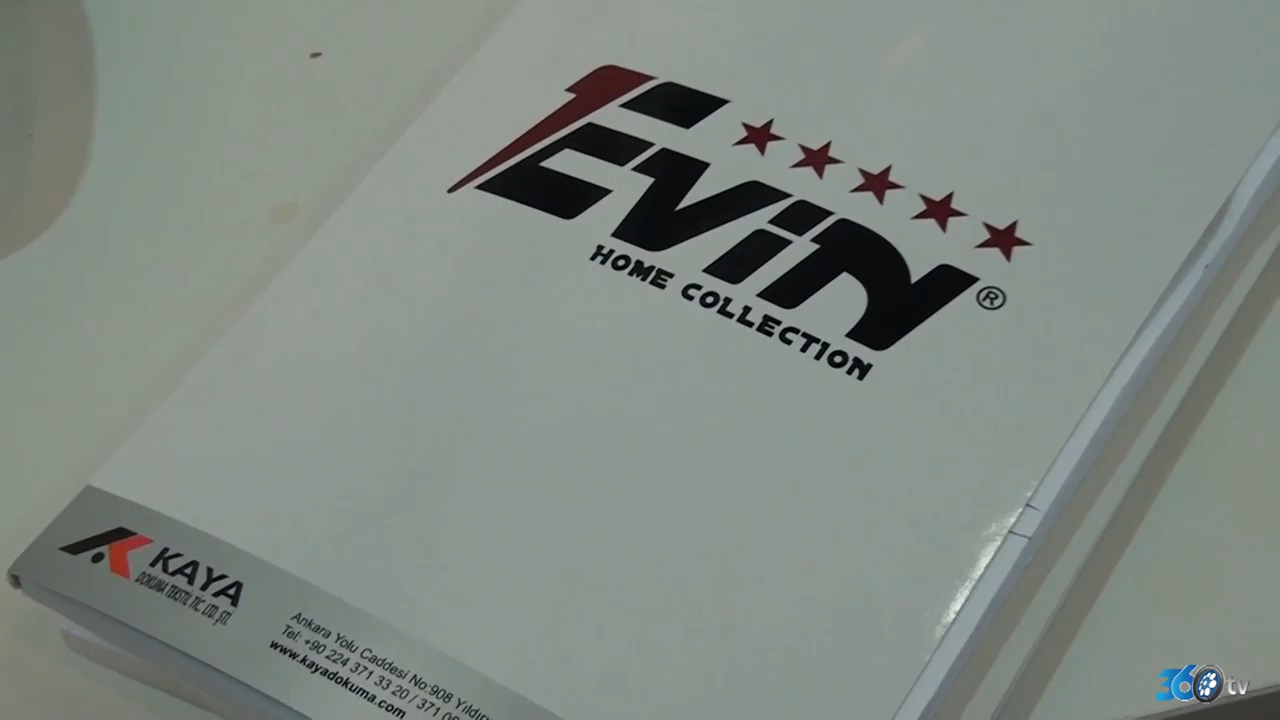 EViN ®
HOME COLLECTION
KAYA
DOKUMA TEKSTİL TİC. LTD. ŞTİ.
Ankara Yolu Caddesi No:908
Tel: +90 224 371 33 20 / 371
www.kayadokuma.com
360 tv